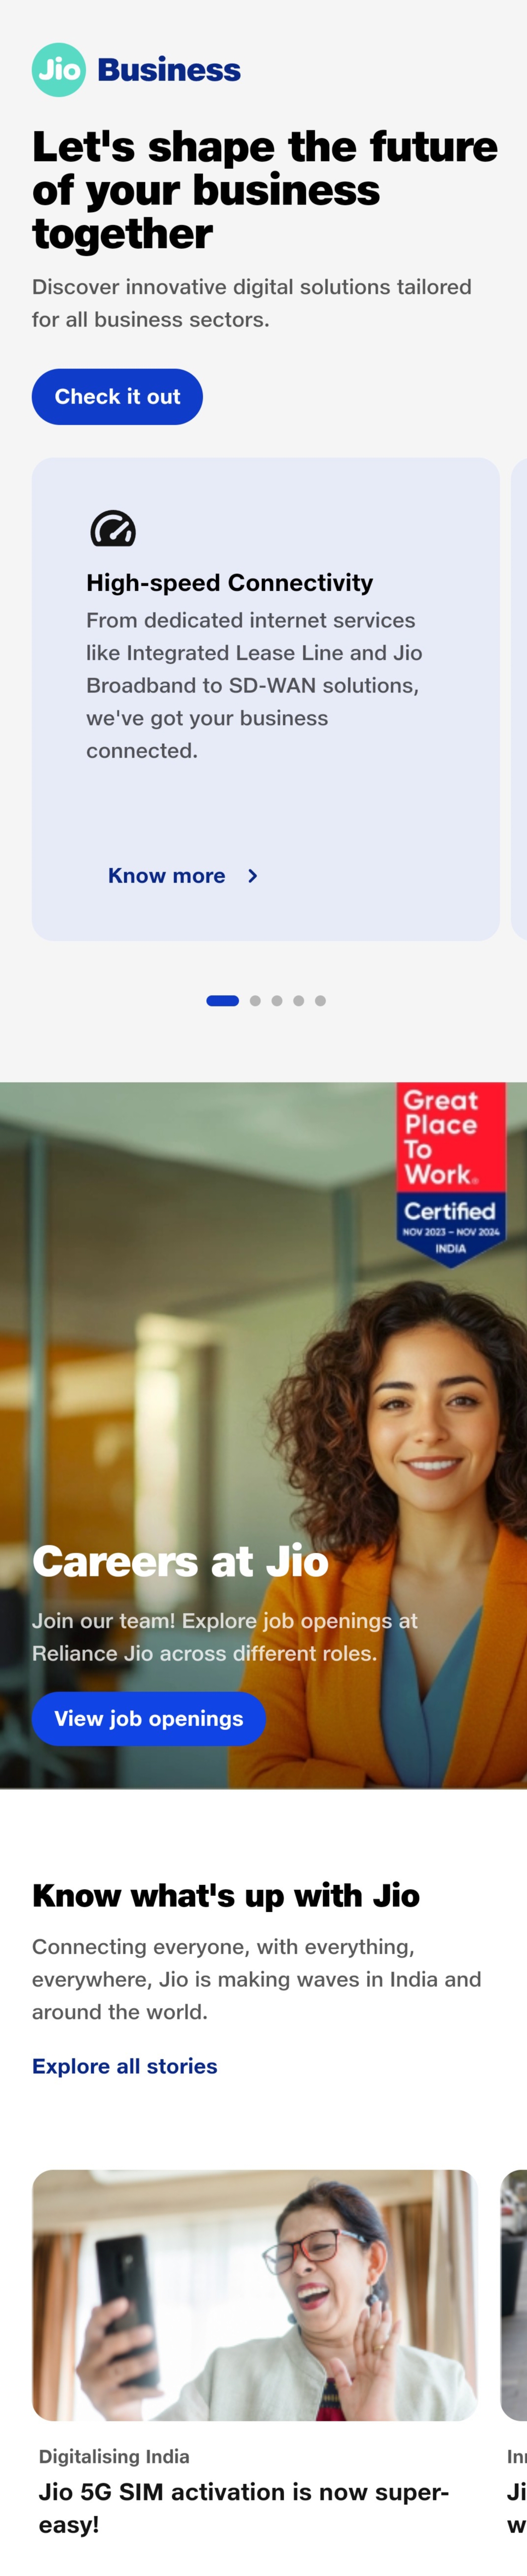 Jio Business
Let's shape the future
of your business
together
Discover innovative digital solutions tailored
for all business sectors.
Check it out
High-speed Connectivity
From dedicated internet services
like Integrated Lease Line and Jio
Broadband to SD-WAN solutions,
we've got your business
connected.
Know more
Great
Place
To
Work®
Certified
NOV 2023 – NOV 2024
INDIA
Careers at Jio
Join our team! Explore job openings at
Reliance Jio across different roles.
View job openings
Know what's up with Jio
Connecting everyone, with everything,
everywhere, Jio is making waves in India and
around the world.
Explore all stories
Digitalising India
Jio 5G SIM activation is now super-
easy!